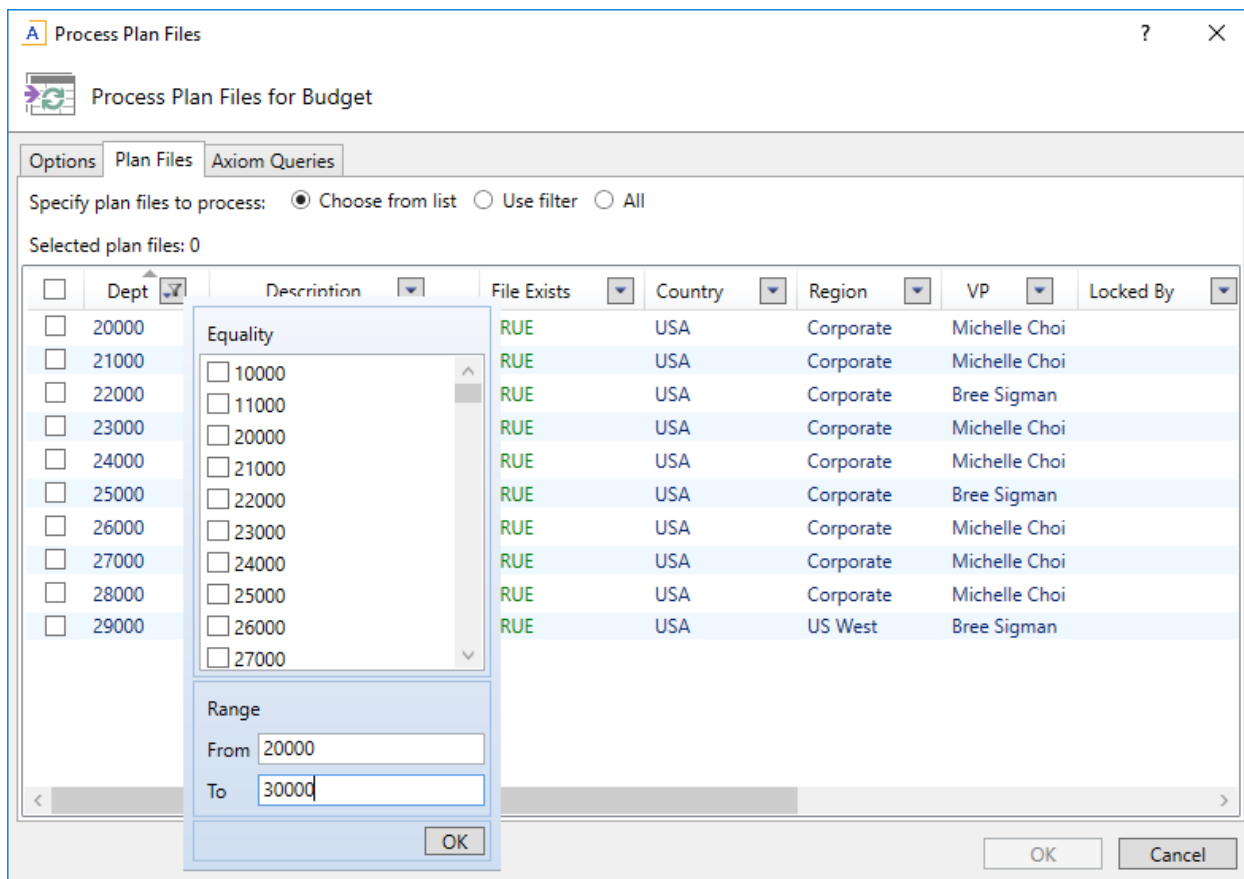 A Process Plan Files ?
Process Plan Files for Budget
Options Plan Files Axiom Queries
Specify plan files to process: Choose from list Use filter All
Selected plan files: 0
Dept Description File Exists Country Region VP Locked By
20000 RUE USA Corporate Michelle Choi
21000 RUE USA Corporate Michelle Choi
22000 RUE USA Corporate Bree Sigman
23000 RUE USA Corporate Michelle Choi
24000 RUE USA Corporate Michelle Choi
25000 RUE USA Corporate Bree Sigman
26000 RUE USA Corporate Michelle Choi
27000 RUE USA Corporate Michelle Choi
28000 RUE USA Corporate Michelle Choi
29000 RUE USA US West Bree Sigman
Equality
10000
11000
20000
21000
22000
23000
24000
25000
26000
27000
Range
From 20000
To 30000
OK
OK Cancel